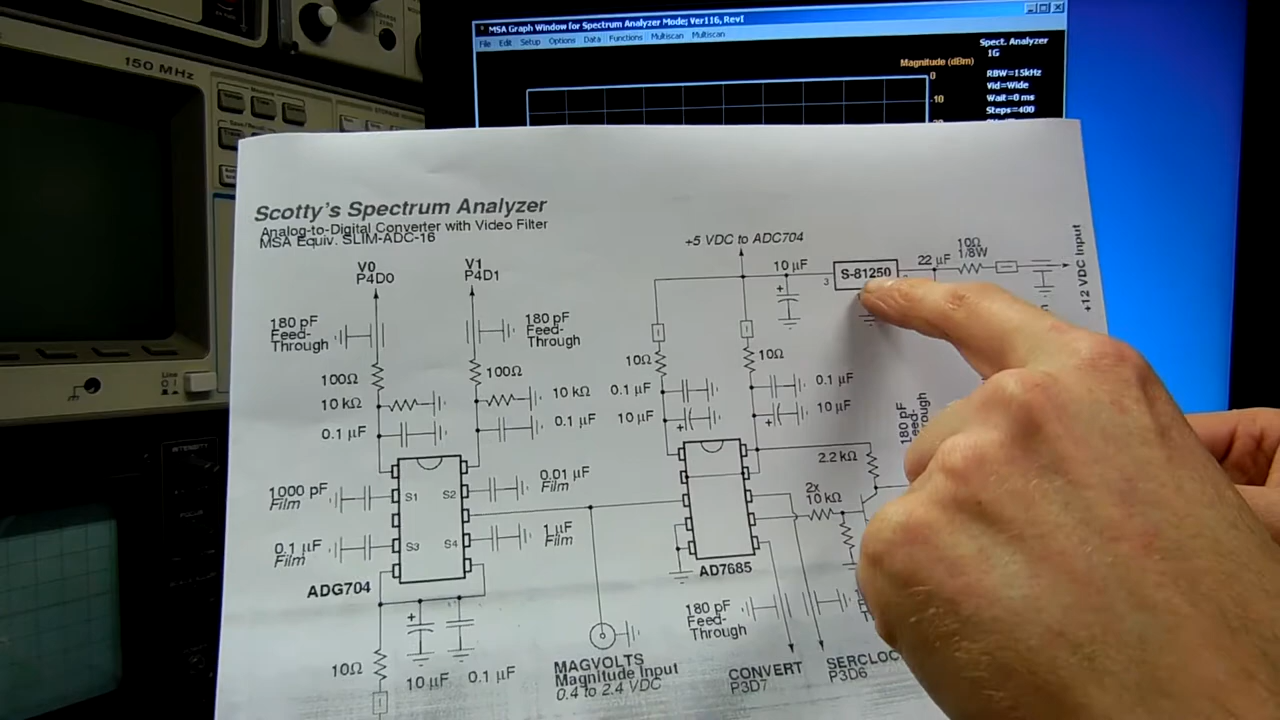 MSA Graph Window for Spectrum Analyzer Mode; Ver116, RevI
File Edit Setup Options Data Functions Multiscan Multiscan
Spect. Analyzer
1G
Magnitude (dBm)
0
-10
RBW=15kHz
Vid=Wide
Wait=0 ms
Steps=400
150 MHz
Line
INTENSITY
Scotty's Spectrum Analyzer
Analog-to-Digital Converter with Video Filter
MSA Equiv. SLIM-ADC-16
V0
P4D0
V1
P4D1
180 pF
Feed-
Through
180 pF
Feed-
Through
100Ω
100Ω
10 kΩ
10 kΩ
0.1 µF
0.1 µF
1000 pF
Film
0.01 µF
Film
0.1 µF
Film
1 µF
Film
S1
S2
S3
S4
ADG704
10Ω
10 µF
0.1 µF
+5 VDC to ADC704
10 µF
3
S-81250
22 µF
10Ω
1/8W
+12 VDC Input
10Ω
10Ω
0.1 µF
0.1 µF
10 µF
10 µF
180 pF
Feed-
Through
2.2 kΩ
2x
10 kΩ
AD7685
180 pF
Feed-
Through
MAGVOLTS
Magnitude Input
0.4 to 2.4 VDC
CONVERT
P3D7
SERCLOC
P3D6